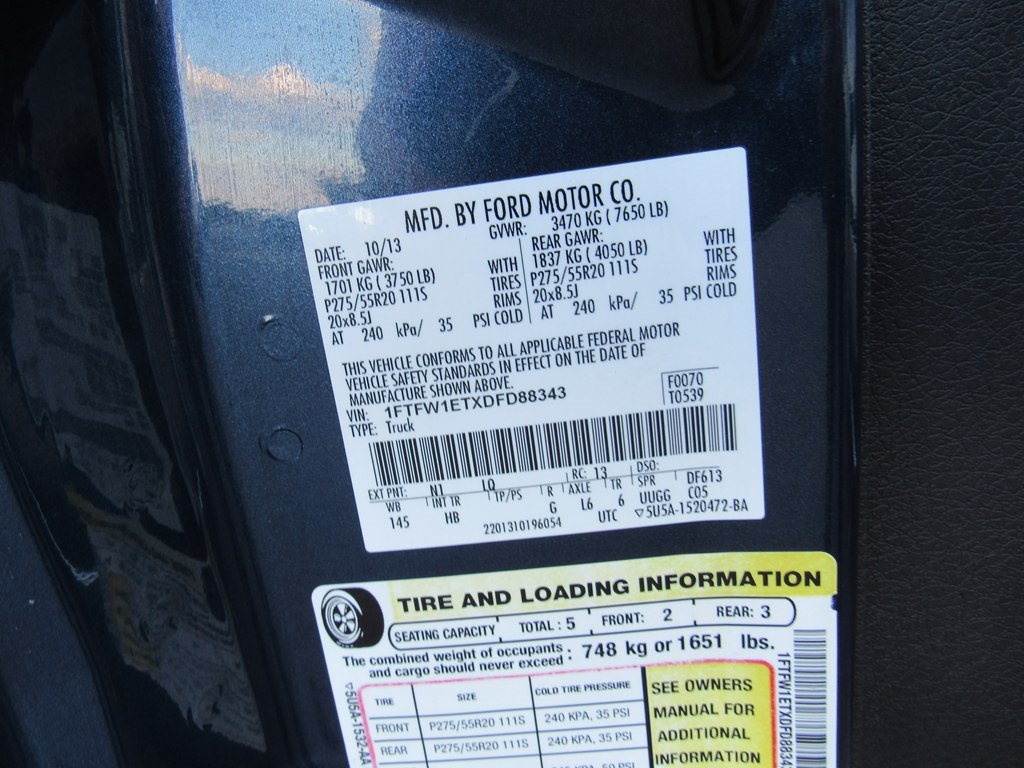 MFD. BY FORD MOTOR CO.
DATE: 10/13 GVWR: 3470 KG ( 7650 LB)
FRONT GAWR: REAR GAWR:
1701 KG ( 3750 LB) WITH 1837 KG ( 4050 LB) WITH
P275/55R20 111S TIRES P275/55R20 111S TIRES
20x8.5J RIMS 20x8.5J RIMS
AT 240 kPa/ 35 PSI COLD AT 240 kPa/ 35 PSI COLD
THIS VEHICLE CONFORMS TO ALL APPLICABLE FEDERAL MOTOR
VEHICLE SAFETY STANDARDS IN EFFECT ON THE DATE OF
MANUFACTURE SHOWN ABOVE.
VIN: 1FTFW1ETXDFD88343 F0070
TYPE: Truck T0539
EXT PNT: N1 LQ RC: 13 DSO:
WB INT TR TP/PS R AXLE TR SPR DF613
145 HB G L6 6 UUGG C05
2201310196054 UTC ▽5U5A-1520472-BA
TIRE AND LOADING INFORMATION
SEATING CAPACITY TOTAL : 5 FRONT: 2 REAR: 3
The combined weight of occupants
and cargo should never exceed : 748 kg or 1651 lbs.
TIRE SIZE COLD TIRE PRESSURE
FRONT P275/55R20 111S 240 KPA, 35 PSI
REAR P275/55R20 111S 240 KPA, 35 PSI
SEE OWNERS
MANUAL FOR
ADDITIONAL
INFORMATION
▽5U5A-1532-AA
1FTFW1ETXDFD88343